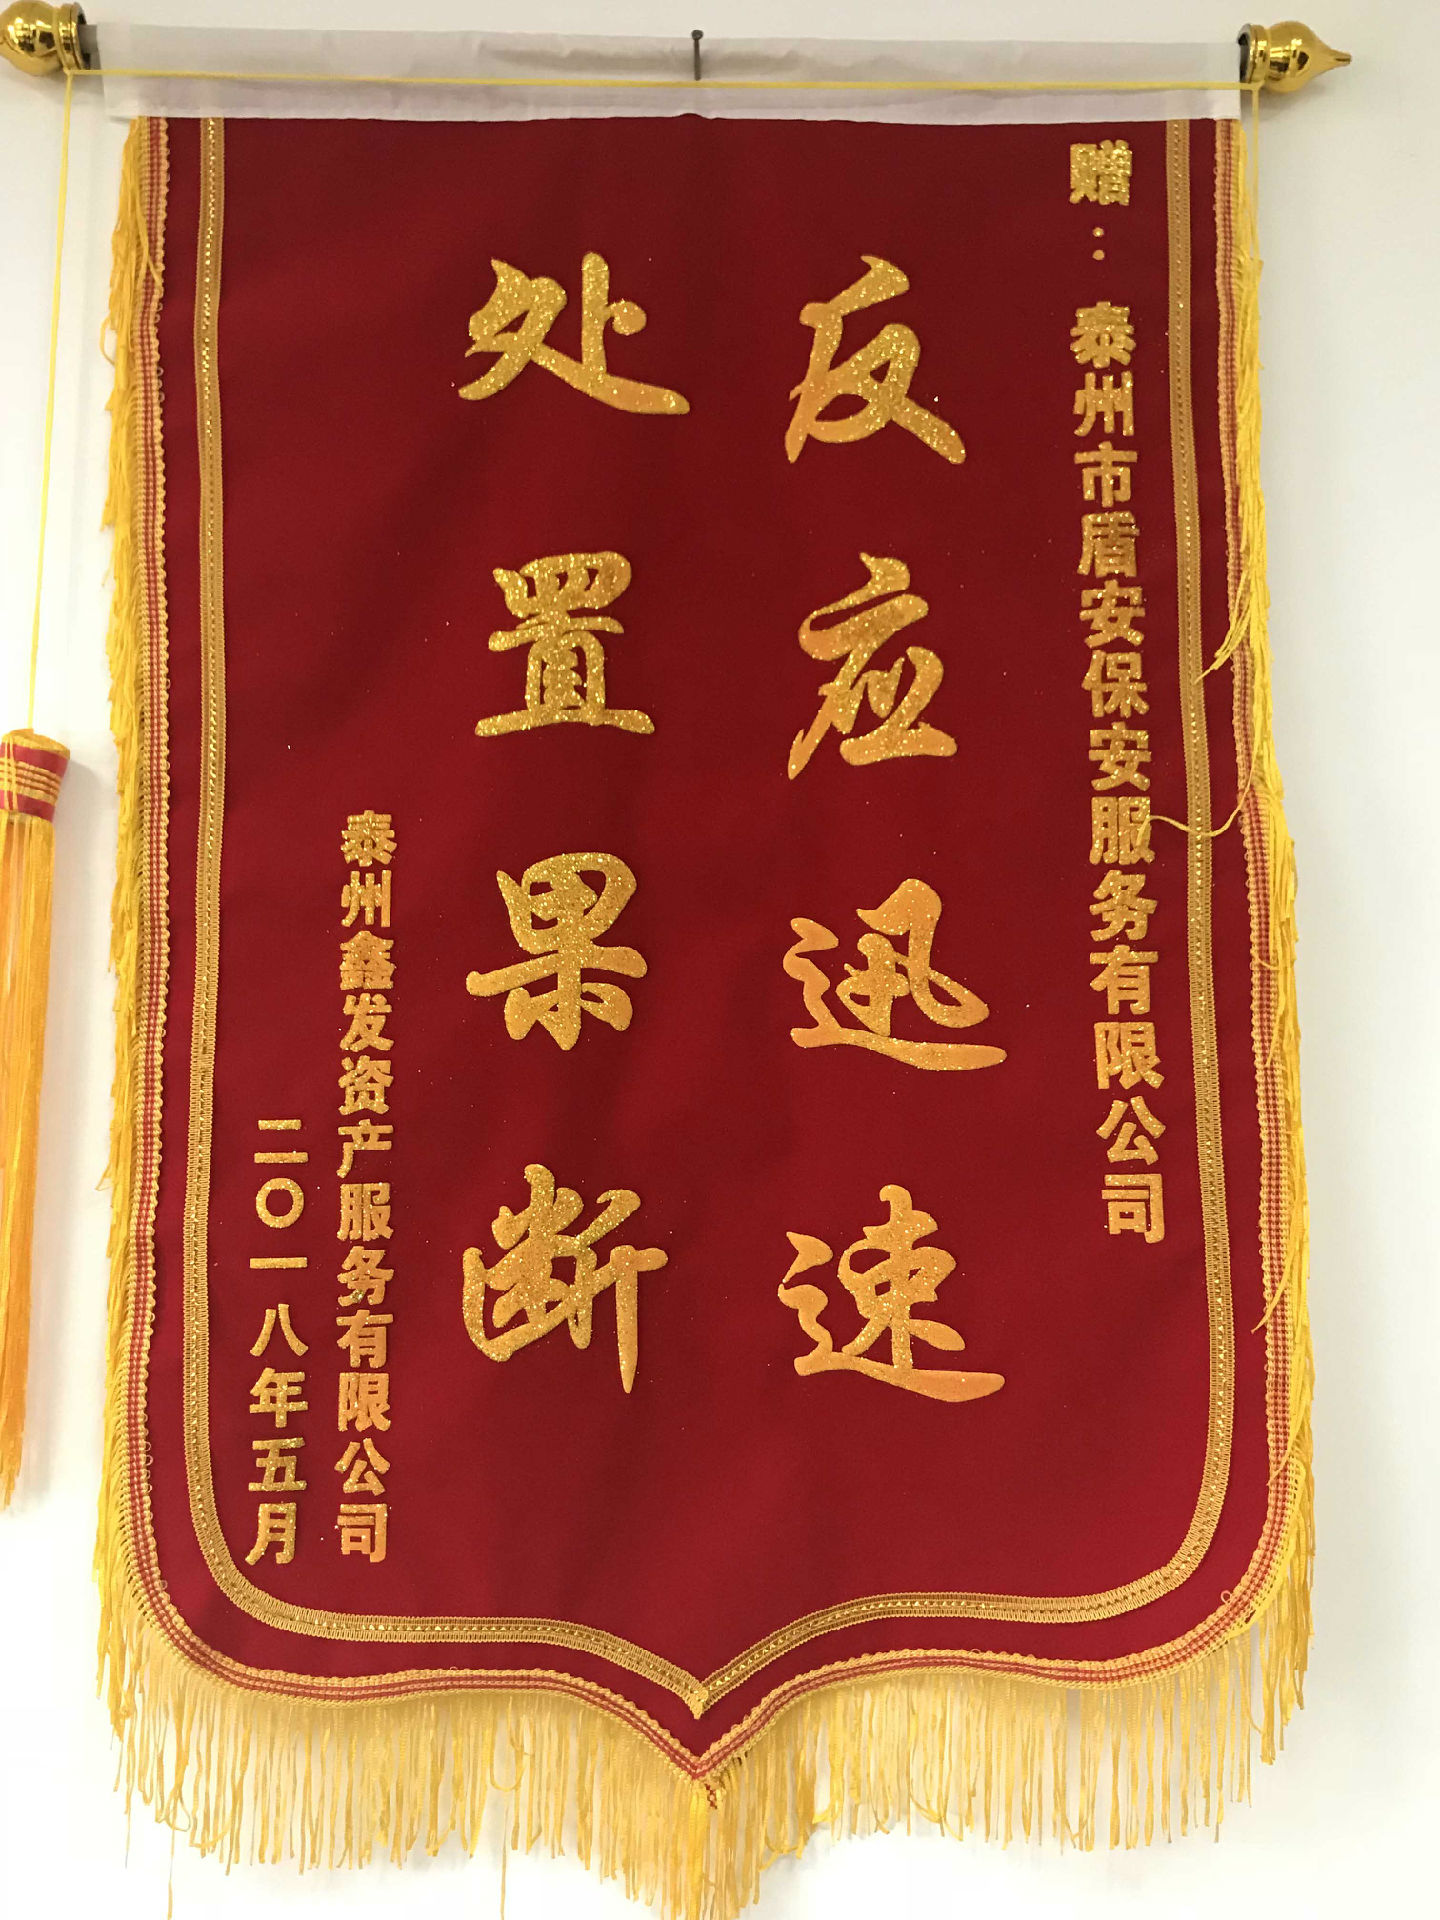 赠：泰州市盾安保安服务有限公司
反应迅速
处置果断
泰州鑫发资产服务有限公司
二〇一八年五月